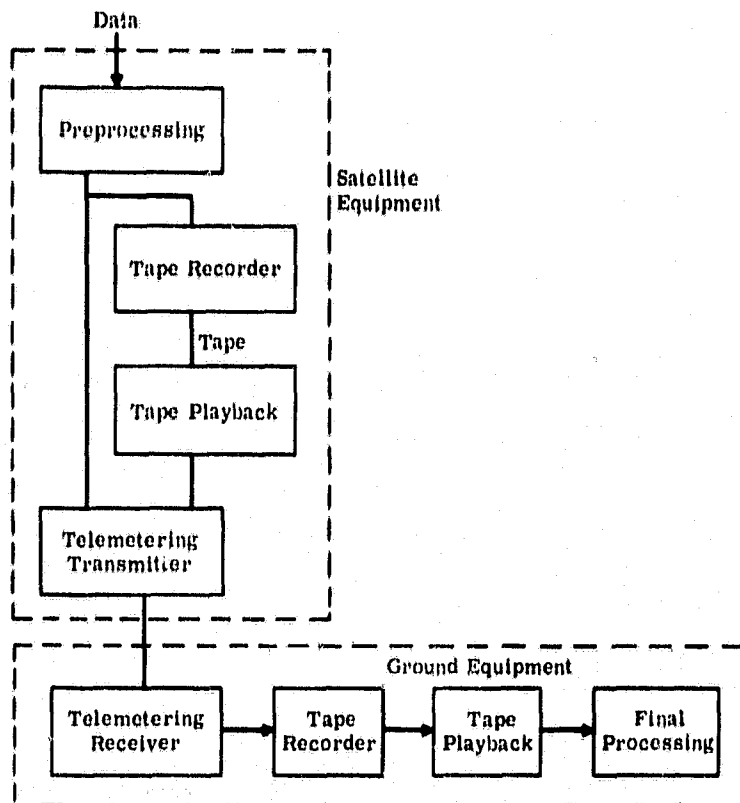 Data
Preprocessing
Satellite
Equipment
Tape Recorder
Tape
Tape Playback
Telemetering
Transmitter
Ground Equipment
Telemetering
Receiver
Tape
Recorder
Tape
Playback
Final
Processing